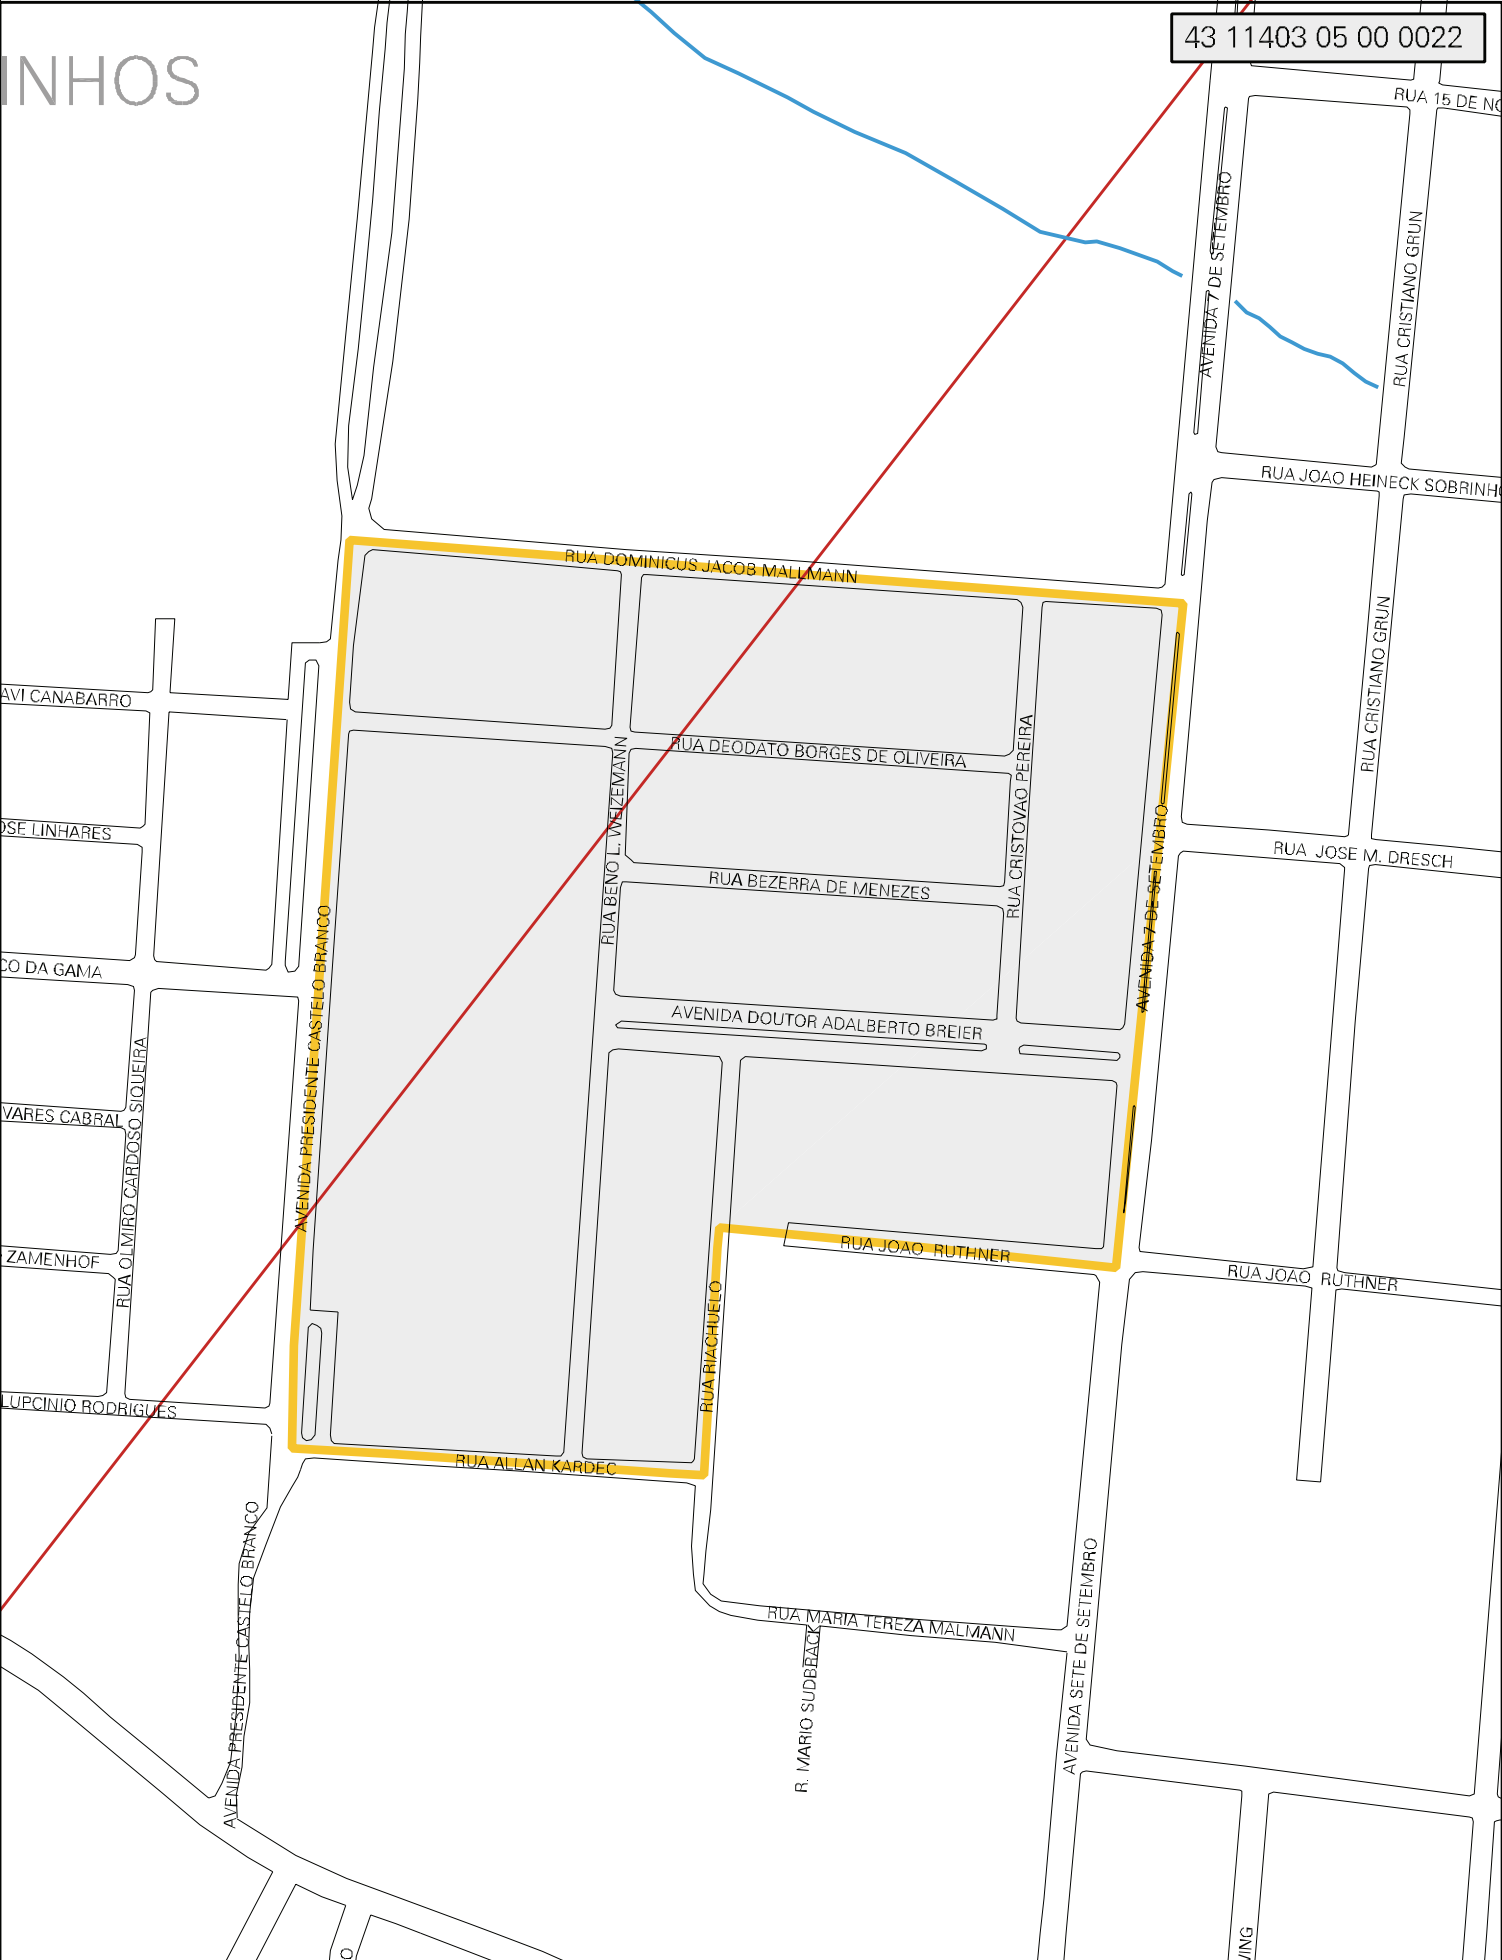 43 11403 05 00 0022
INHOS
RUA 15 DE NO
AVENIDA 7 DE SETEMBRO
RUA CRISTIANO GRUN
RUA JOAO HEINECK SOBRINHO
RUA DOMINICUS JACOB MALLMANN
RUA CRISTIANO GRUN
AVI CANABARRO
RUA DEODATO BORGES DE OLIVEIRA
RUA CRISTOVAO PEREIRA
RUA BENO L. WEIZEMANN
OSE LINHARES
AVENIDA 7 DE SETEMBRO
RUA JOSE M. DRESCH
RUA BEZERRA DE MENEZES
CO DA GAMA
AVENIDA PRESIDENTE CASTELO BRANCO
AVENIDA DOUTOR ADALBERTO BREIER
RUA OLMIRO CARDOSO SIQUEIRA
VARES CABRAL
ZAMENHOF
RUA JOAO RUTHNER
RUA JOAO RUTHNER
RUA RIACHUELO
LUPCINIO RODRIGUES
RUA ALLAN KARDEC
AVENIDA PRESIDENTE CASTELO BRANCO
RUA MARIA TEREZA MALMANN
R. MARIO SUDBRACK
AVENIDA SETE DE SETEMBRO
VING
O